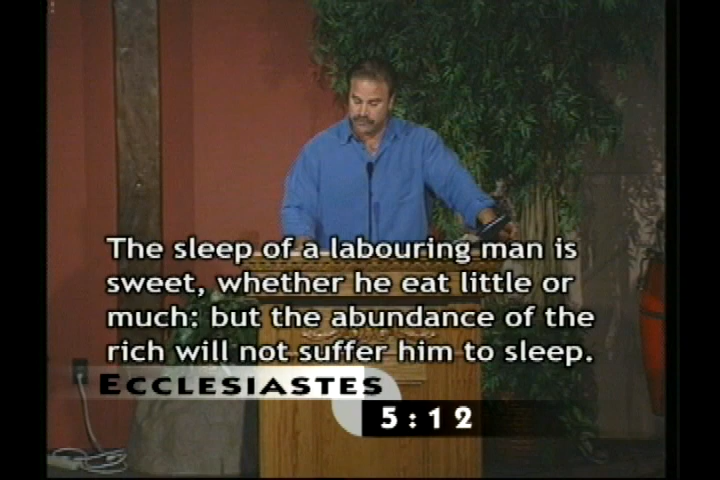 The sleep of a labouring man is
sweet, whether he eat little or
much: but the abundance of the
rich will not suffer him to sleep.
ECCLESIASTES
5:12